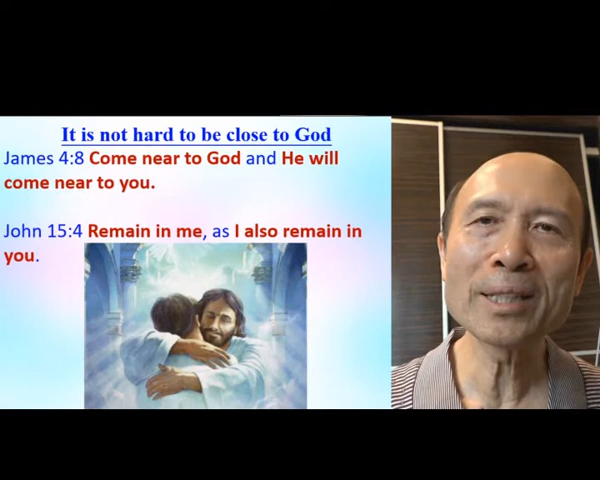 It is not hard to be close to God
James 4:8 Come near to God and He will
come near to you.
John 15:4 Remain in me, as I also remain in
you.